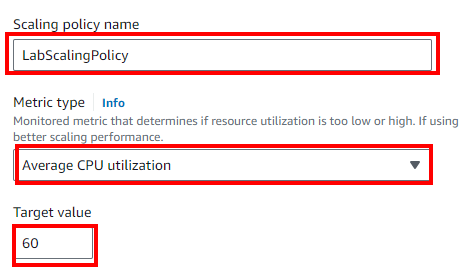 Scaling policy name
LabScalingPolicy
Metric type Info
Monitored metric that determines if resource utilization is too low or high. If using
better scaling performance.
Average CPU utilization
Target value
60